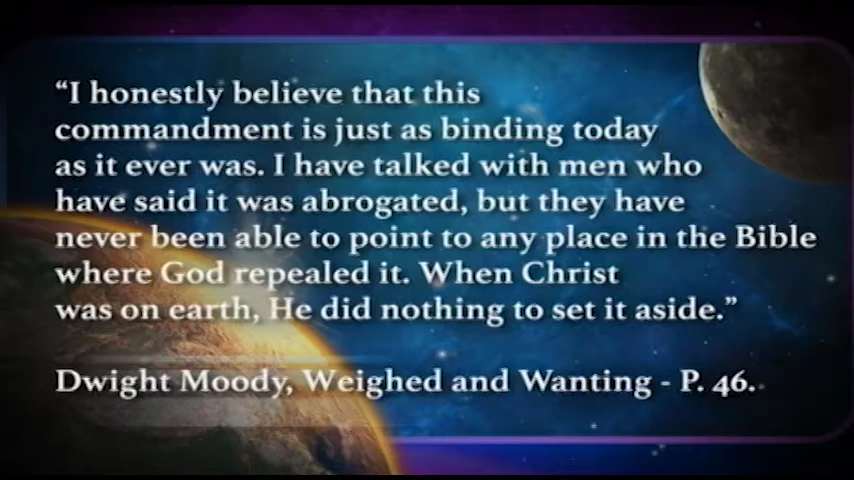 “I honestly believe that this
commandment is just as binding today
as it ever was. I have talked with men who
have said it was abrogated, but they have
never been able to point to any place in the Bible
where God repealed it. When Christ
was on earth, He did nothing to set it aside.”
Dwight Moody, Weighed and Wanting - P. 46.